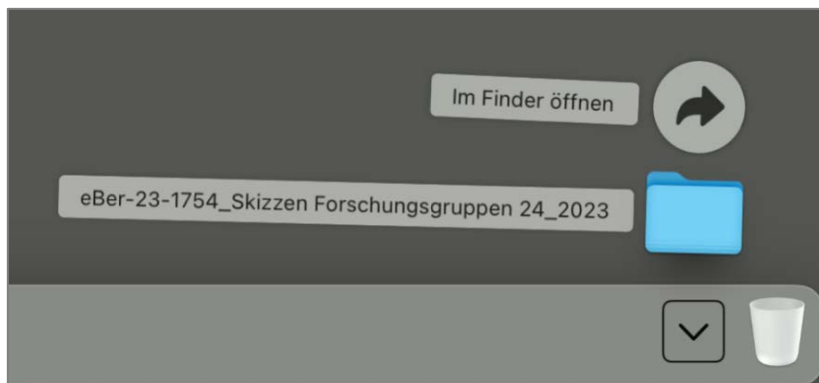 Im Finder öffnen
eBer-23-1754_Skizzen Forschungsgruppen 24_2023